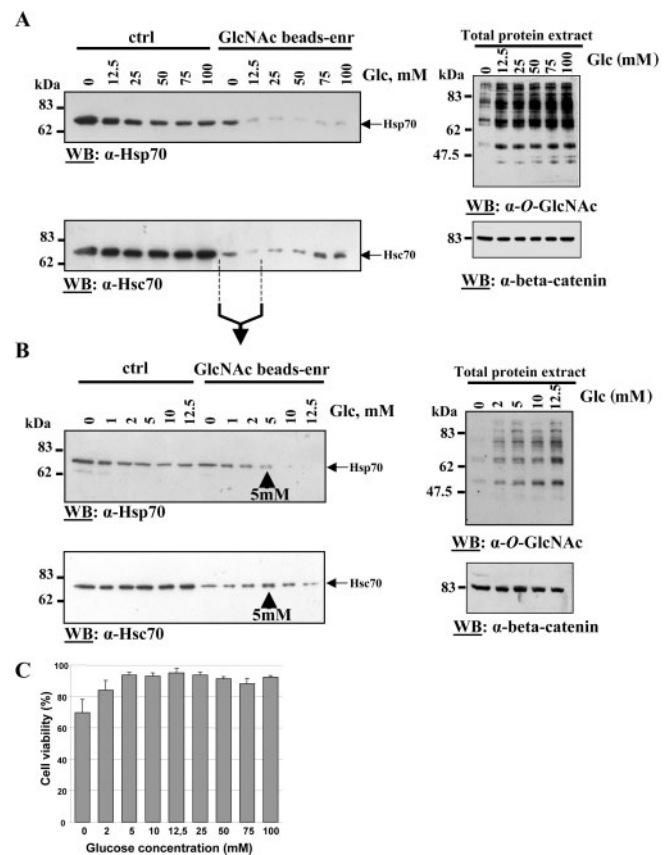 A
ctrl
GlcNAc beads-enr
kDa
0 12.5 25 50 75 100 0 12.5 25 50 75 100
Glc, mM
83
62
Hsp70
WB: α-Hsp70
83
62
Hsc70
WB: α-Hsc70
Total protein extract
kDa
0 12.5 25 50 75 100
Glc (mM)
83
62
47.5
WB: α-O-GlcNAc
83
WB: α-beta-catenin
B
ctrl
GlcNAc beads-enr
kDa
0 1 2 5 10 12.5 0 1 2 5 10 12.5
Glc, mM
83
62
Hsp70
5mM
WB: α-Hsp70
83
62
Hsc70
5mM
WB: α-Hsc70
Total protein extract
kDa
0 2 5 10 12.5
Glc (mM)
83
62
47.5
WB: α-O-GlcNAc
83
WB: α-beta-catenin
C
Cell viability (%)
100
80
60
40
20
0
0 2 5 10 12,5 25 50 75 100
Glucose concentration (mM)